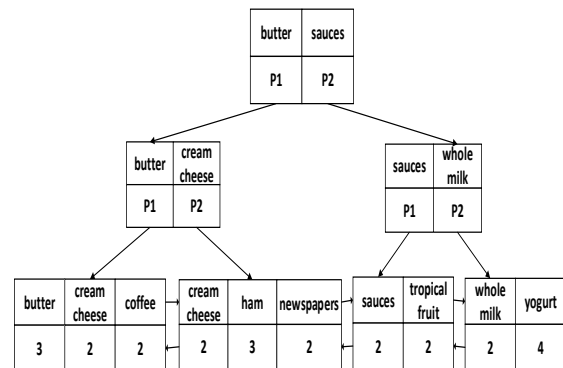 butter sauces
P1 P2
butter cream cheese
P1 P2
sauces whole milk
P1 P2
butter cream cheese coffee
3 2 2
cream cheese ham newspapers
2 3 2
sauces tropical fruit
2 2
whole milk yogurt
2 4